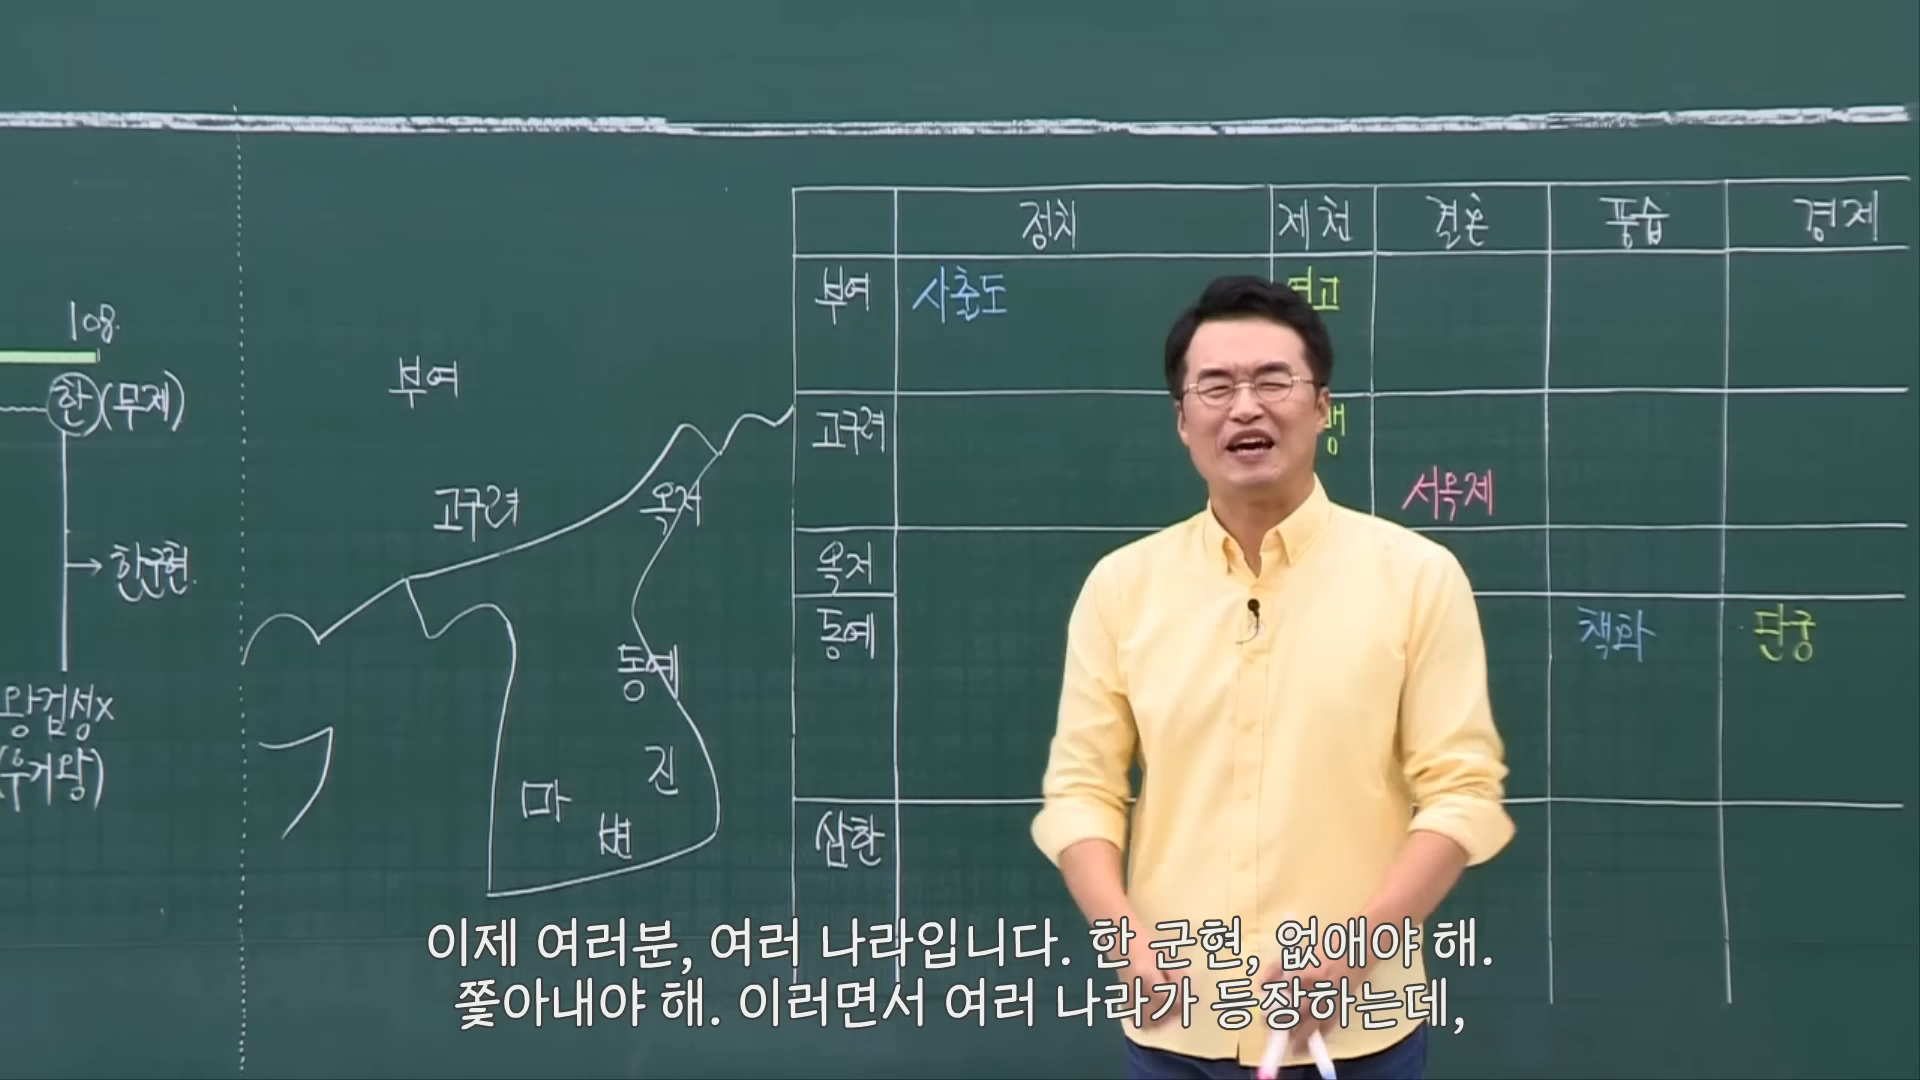 108.
한 (무제)
→ 한군현.
왕검성x
(우거왕)
부여
고구려
옥저
동예
마
변
진
정치 제천 결혼 풍습 경제
부여 사출도 영고
고구려 맹 서옥제
옥저
동예 책화 단궁
삼한
이제 여러분, 여러 나라입니다. 한 군현, 없애야 해.
쫓아내야 해. 이러면서 여러 나라가 등장하는데,